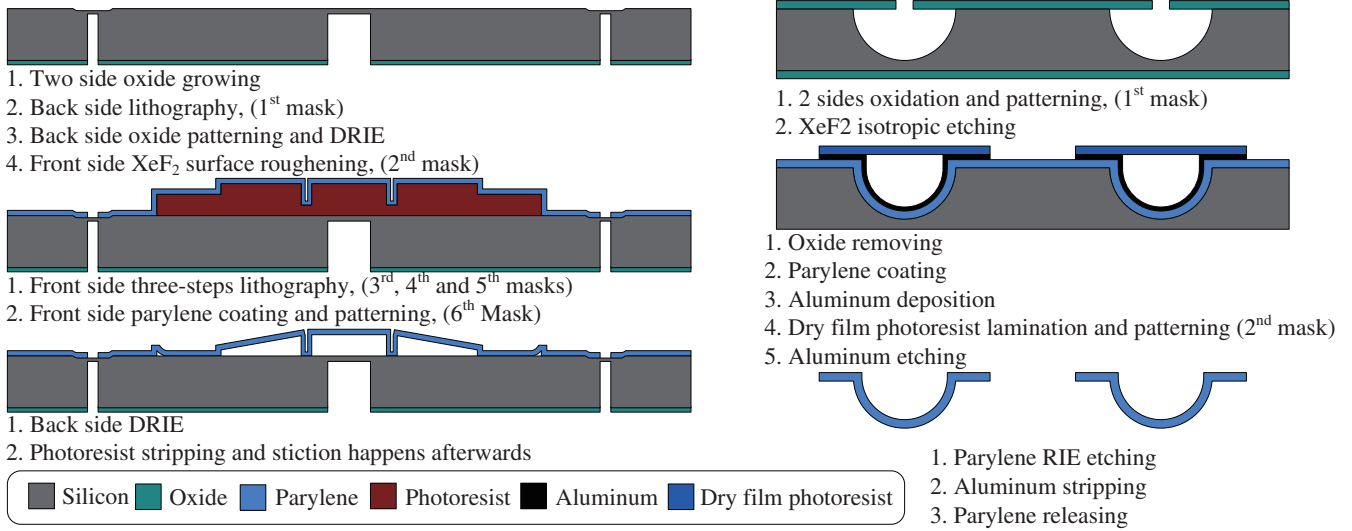 1. Two side oxide growing
2. Back side lithography, (1st mask)
3. Back side oxide patterning and DRIE
4. Front side XeF2 surface roughening, (2nd mask)
1. Front side three-steps lithography, (3rd, 4th and 5th masks)
2. Front side parylene coating and patterning, (6th Mask)
1. Back side DRIE
2. Photoresist stripping and stiction happens afterwards
Silicon Oxide Parylene Photoresist Aluminum Dry film photoresist
1. 2 sides oxidation and patterning, (1st mask)
2. XeF2 isotropic etching
1. Oxide removing
2. Parylene coating
3. Aluminum deposition
4. Dry film photoresist lamination and patterning (2nd mask)
5. Aluminum etching
1. Parylene RIE etching
2. Aluminum stripping
3. Parylene releasing